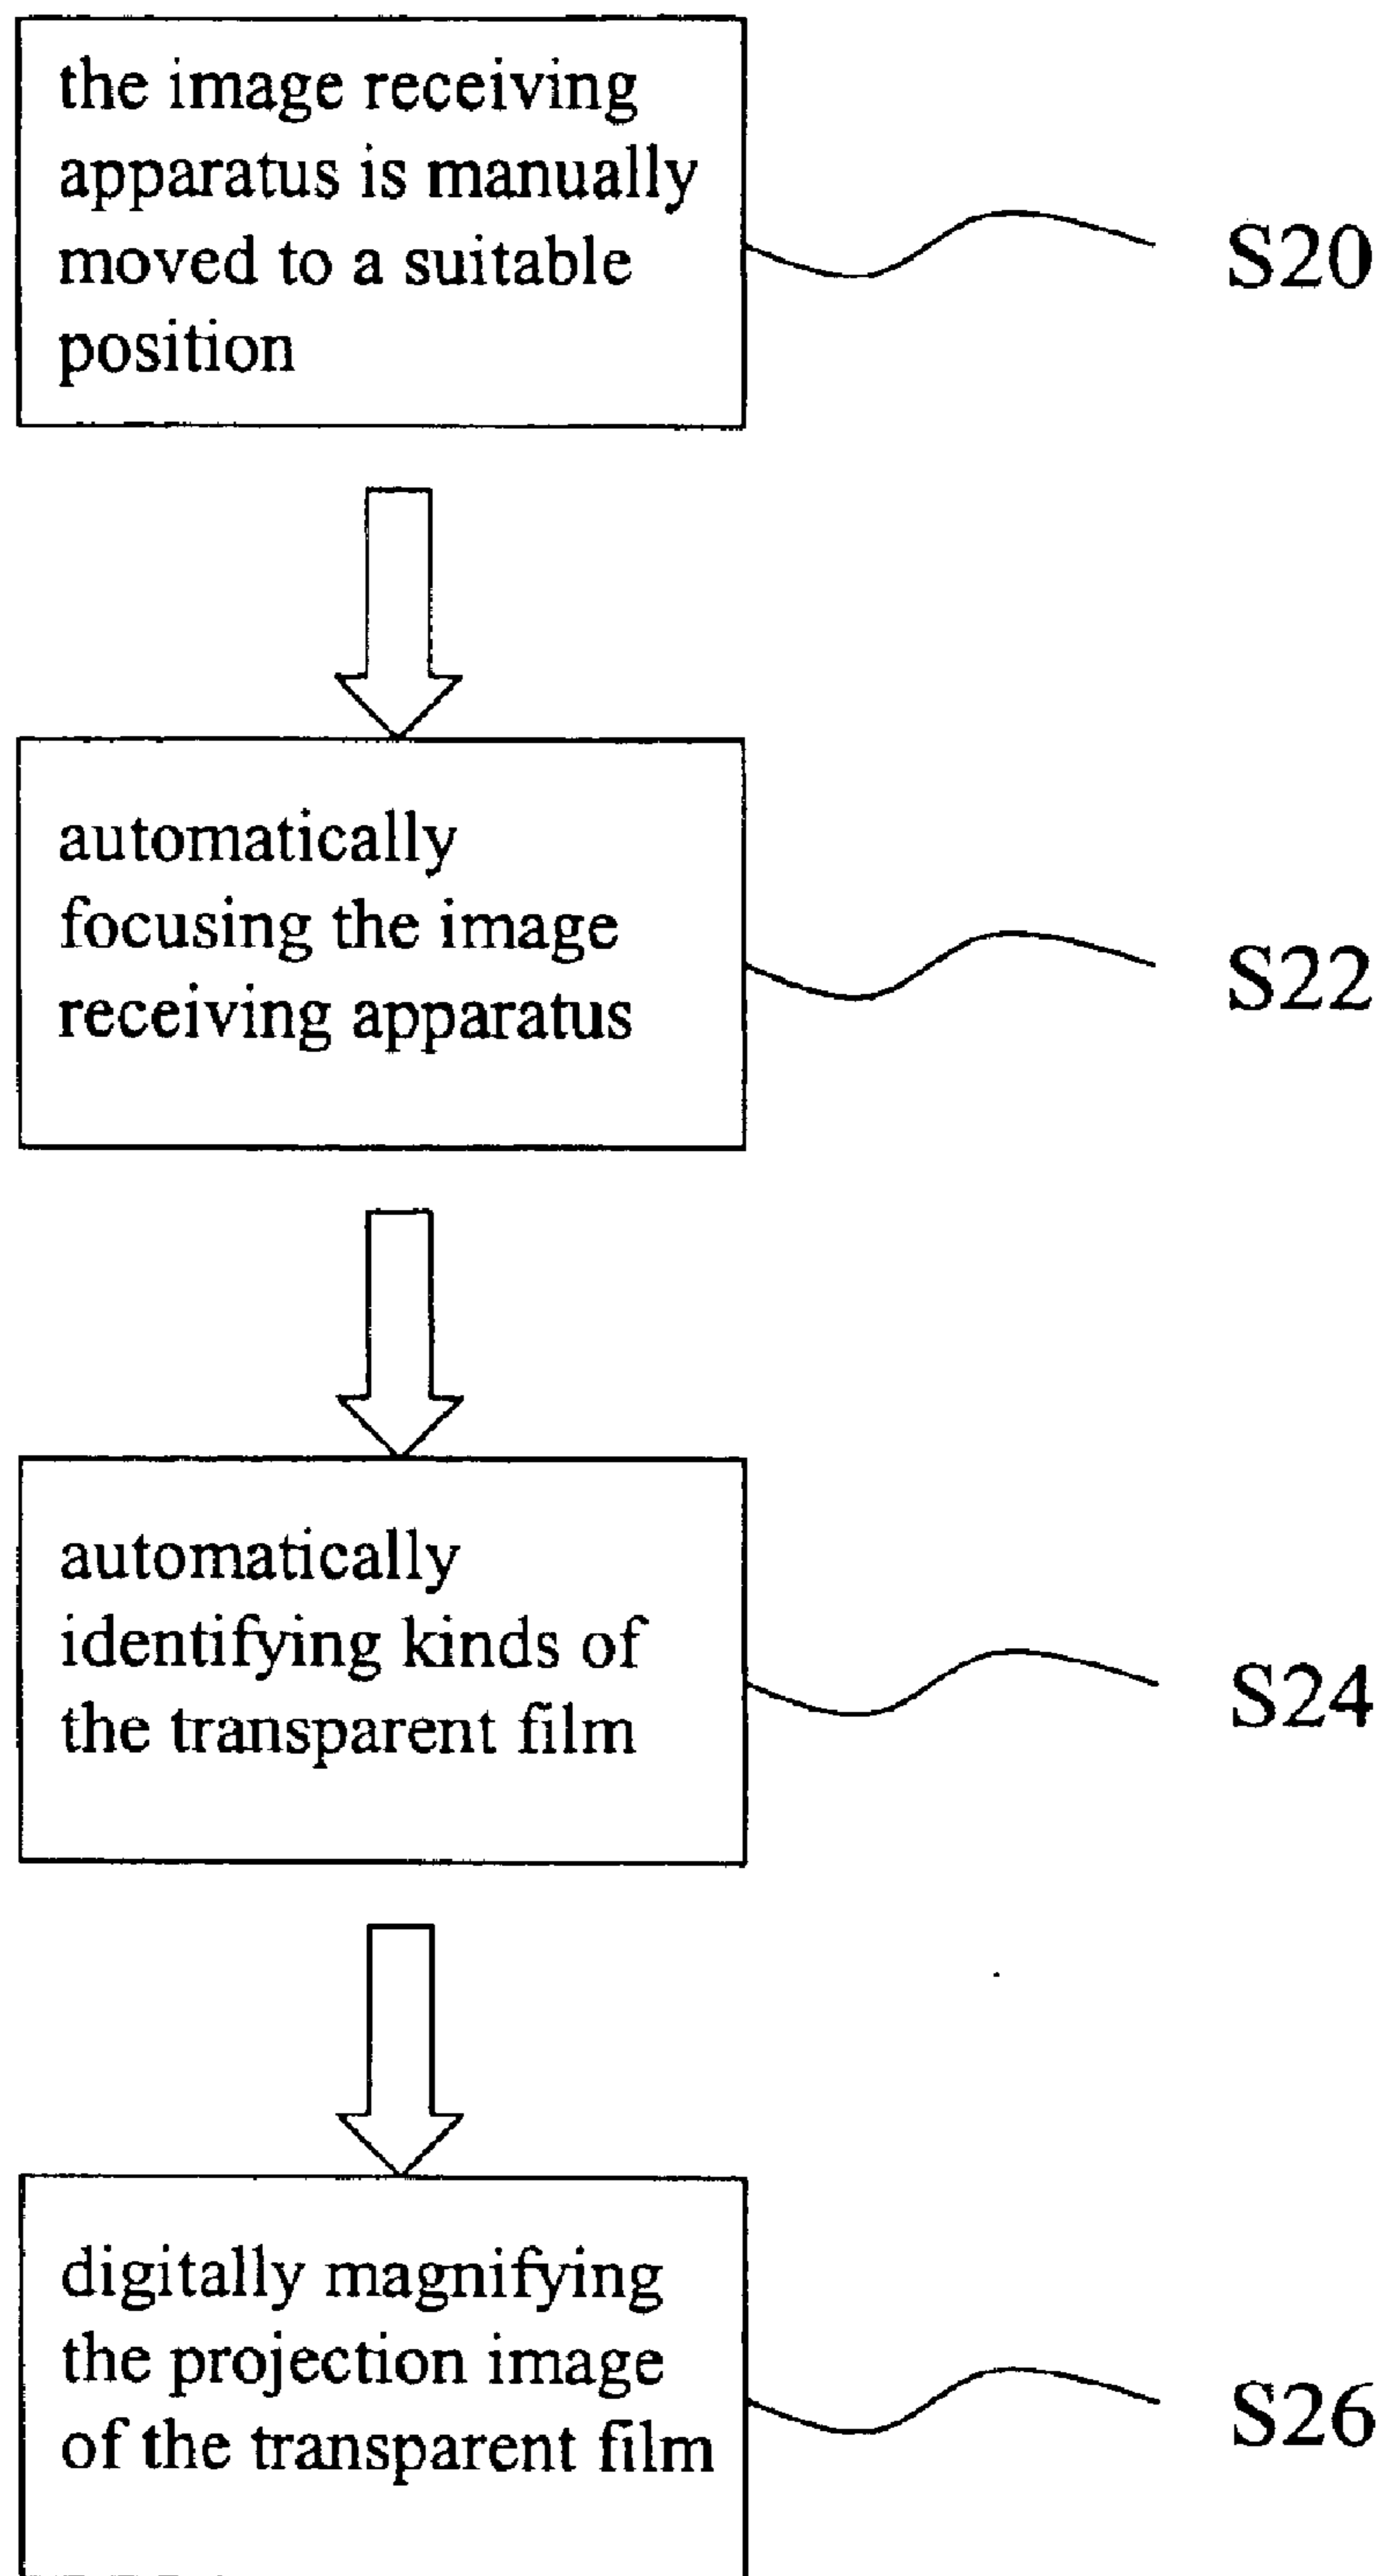 the image receiving
apparatus is manually
moved to a suitable
position
S20
automatically
focusing the image
receiving apparatus
S22
automatically
identifying kinds of
the transparent film
S24
digitally magnifying
the projection image
of the transparent film
S26